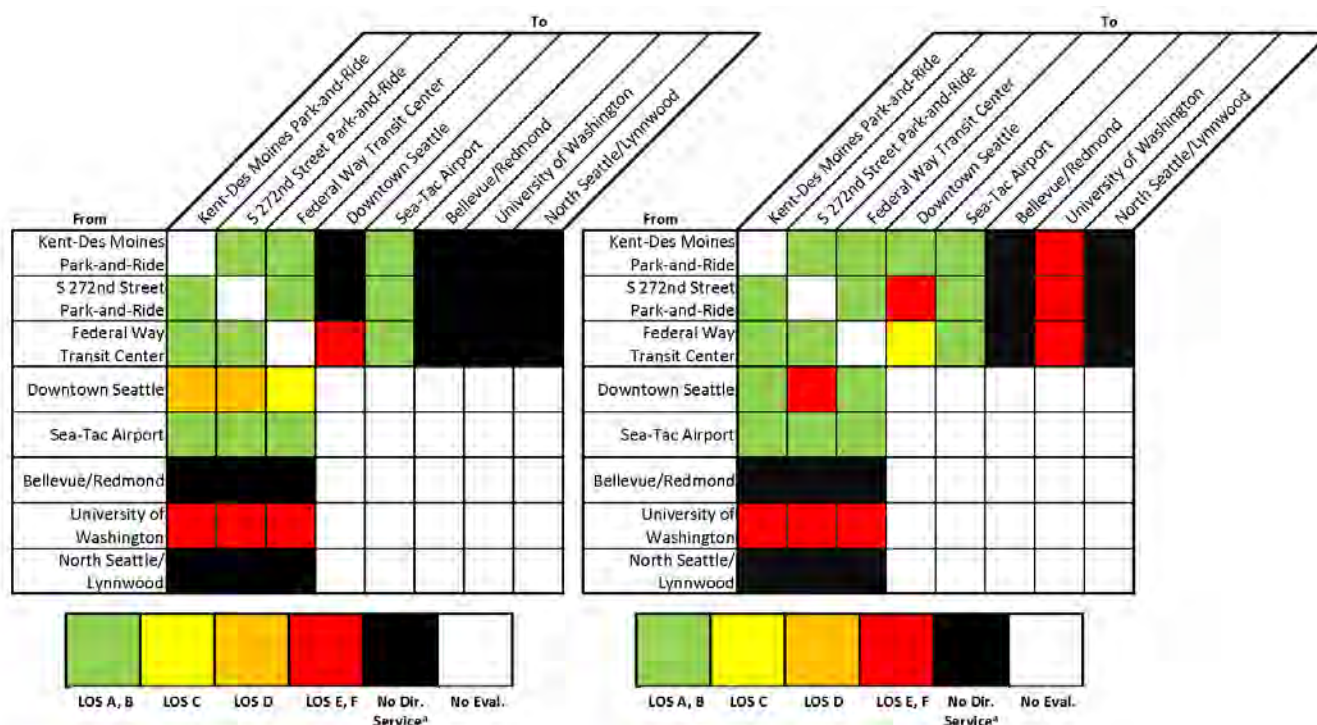 To
Kent-Des Moines Park-and-Ride
S 272nd Street Park-and-Ride
Federal Way Transit Center
Downtown Seattle
Sea-Tac Airport
Bellevue/Redmond
University of Washington
North Seattle/Lynnwood
From
Kent-Des Moines
Park-and-Ride
S 272nd Street
Park-and-Ride
Federal Way
Transit Center
Downtown Seattle
Sea-Tac Airport
Bellevue/Redmond
University of
Washington
North Seattle/
Lynnwood
LOS A, B
LOS C
LOS D
LOS E, F
No Dir.
Serviceª
No Eval.
To
Kent-Des Moines Park-and-Ride
S 272nd Street Park-and-Ride
Federal Way Transit Center
Downtown Seattle
Sea-Tac Airport
Bellevue/Redmond
University of Washington
North Seattle/Lynnwood
From
Kent-Des Moines
Park-and-Ride
S 272nd Street
Park-and-Ride
Federal Way
Transit Center
Downtown Seattle
Sea-Tac Airport
Bellevue/Redmond
University of
Washington
North Seattle/
Lynnwood
LOS A, B
LOS C
LOS D
LOS E, F
No Dir.
Serviceª
No Eval.